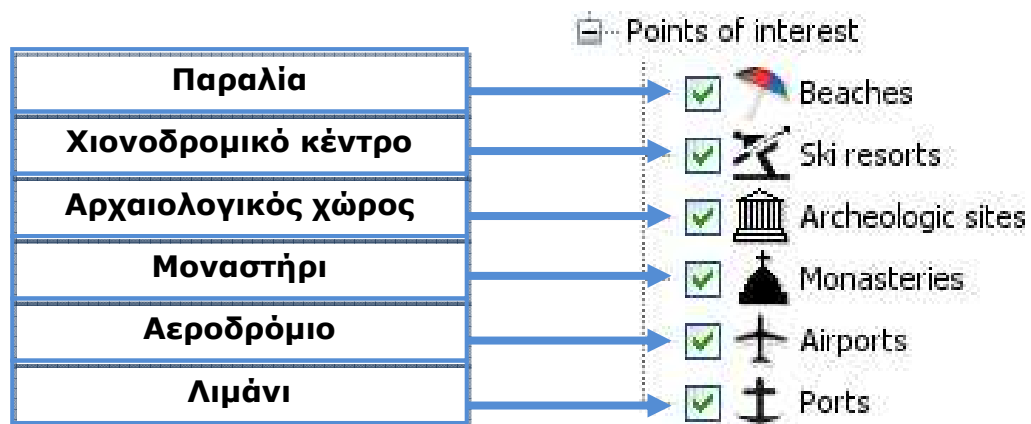 Points of interest
Παραλία
Beaches
Χιονοδρομικό κέντρο
Ski resorts
Αρχαιολογικός χώρος
Archeologic sites
Μοναστήρι
Monasteries
Αεροδρόμιο
Airports
Λιμάνι
Ports